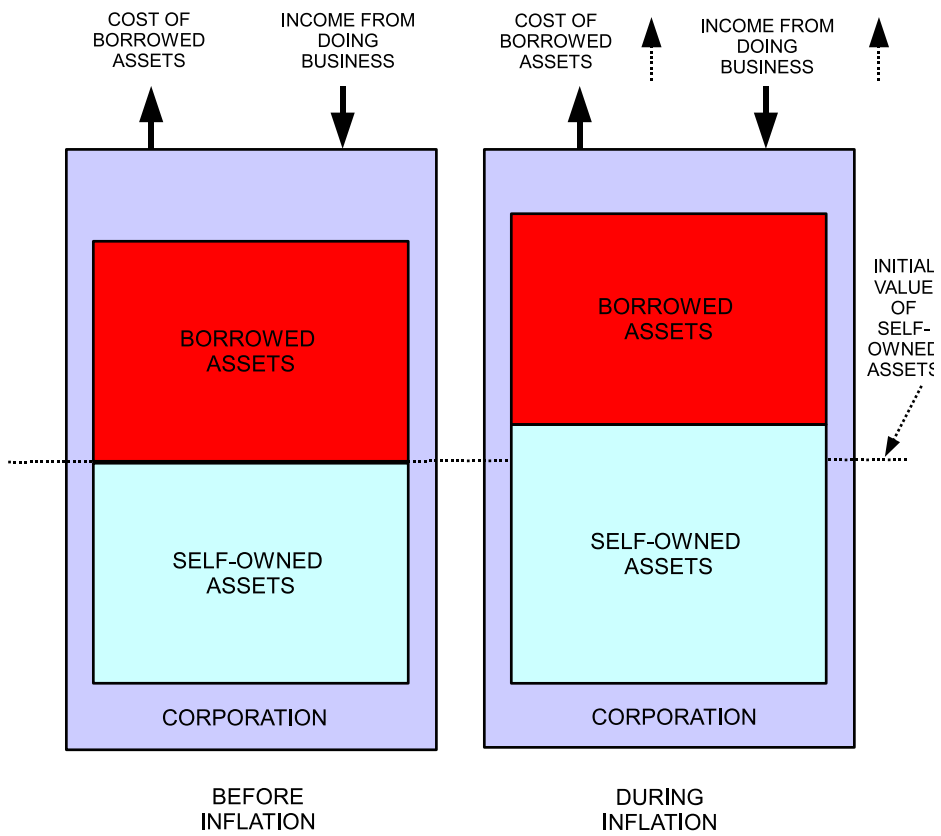 COST OF
BORROWED
ASSETS
INCOME FROM
DOING
BUSINESS
COST OF
BORROWED
ASSETS
INCOME FROM
DOING
BUSINESS
BORROWED
ASSETS
SELF-OWNED
ASSETS
CORPORATION
BEFORE
INFLATION
BORROWED
ASSETS
SELF-OWNED
ASSETS
CORPORATION
DURING
INFLATION
INITIAL
VALUE
OF
SELF-
OWNED
ASSETS